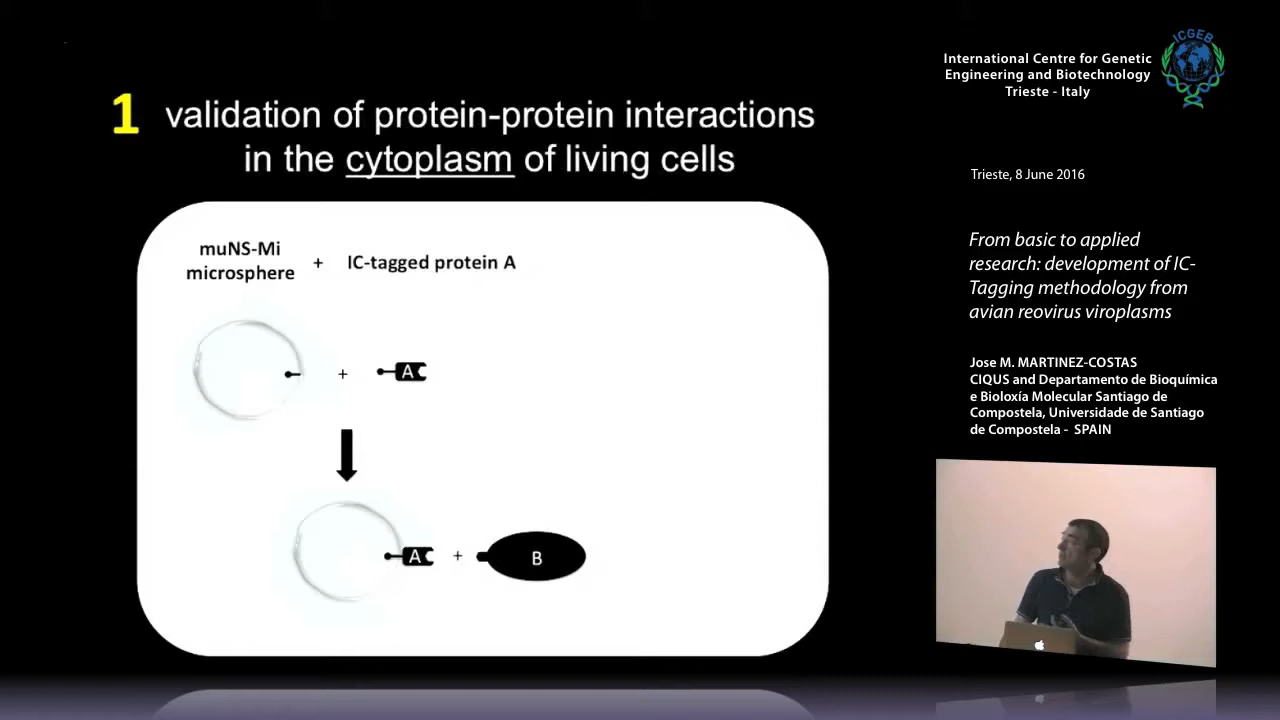 1 validation of protein-protein interactions
in the cytoplasm of living cells
muNS-Mi
microsphere
+ IC-tagged protein A
+ A
A + B
International Centre for Genetic
Engineering and Biotechnology
Trieste - Italy
ICGEB
Trieste, 8 June 2016
From basic to applied
research: development of IC-
Tagging methodology from
avian reovirus viroplasms
Jose M. MARTINEZ-COSTAS
CIQUS and Departamento de Bioquímica
e Bioloxía Molecular Santiago de
Compostela, Universidade de Santiago
de Compostela - SPAIN